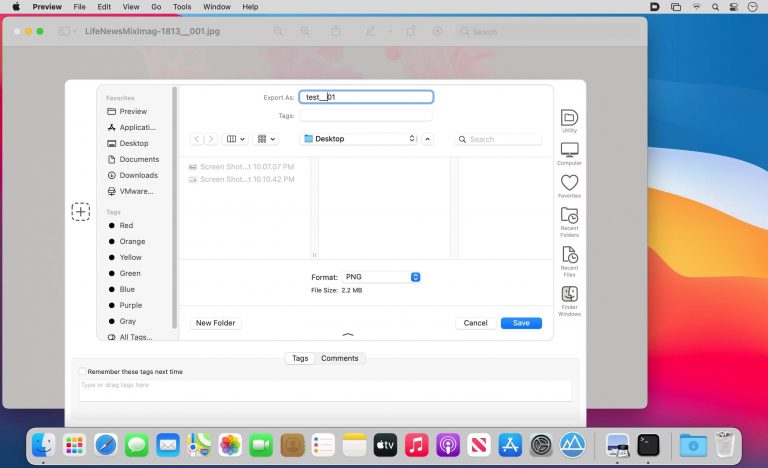 Preview File Edit View Go Tools Window Help
LifeNewsMixImag-1813__001.jpg
Search
Export As: test__01
Tags:
Desktop
Search
Favorites
Preview
Applicati...
Desktop
Documents
Downloads
VMware...
Tags
Red
Orange
Yellow
Green
Blue
Purple
Gray
All Tags...
Screen Shot...t 10.07.07 PM
Screen Shot...t 10.10.42 PM
Format: PNG
File Size: 2.2 MB
New Folder
Cancel
Save
Utility
Computer
Favorites
Recent
Folders
Recent
Files
Finder
Windows
Tags
Comments
Remember these tags next time
Type or drag tags here
tv